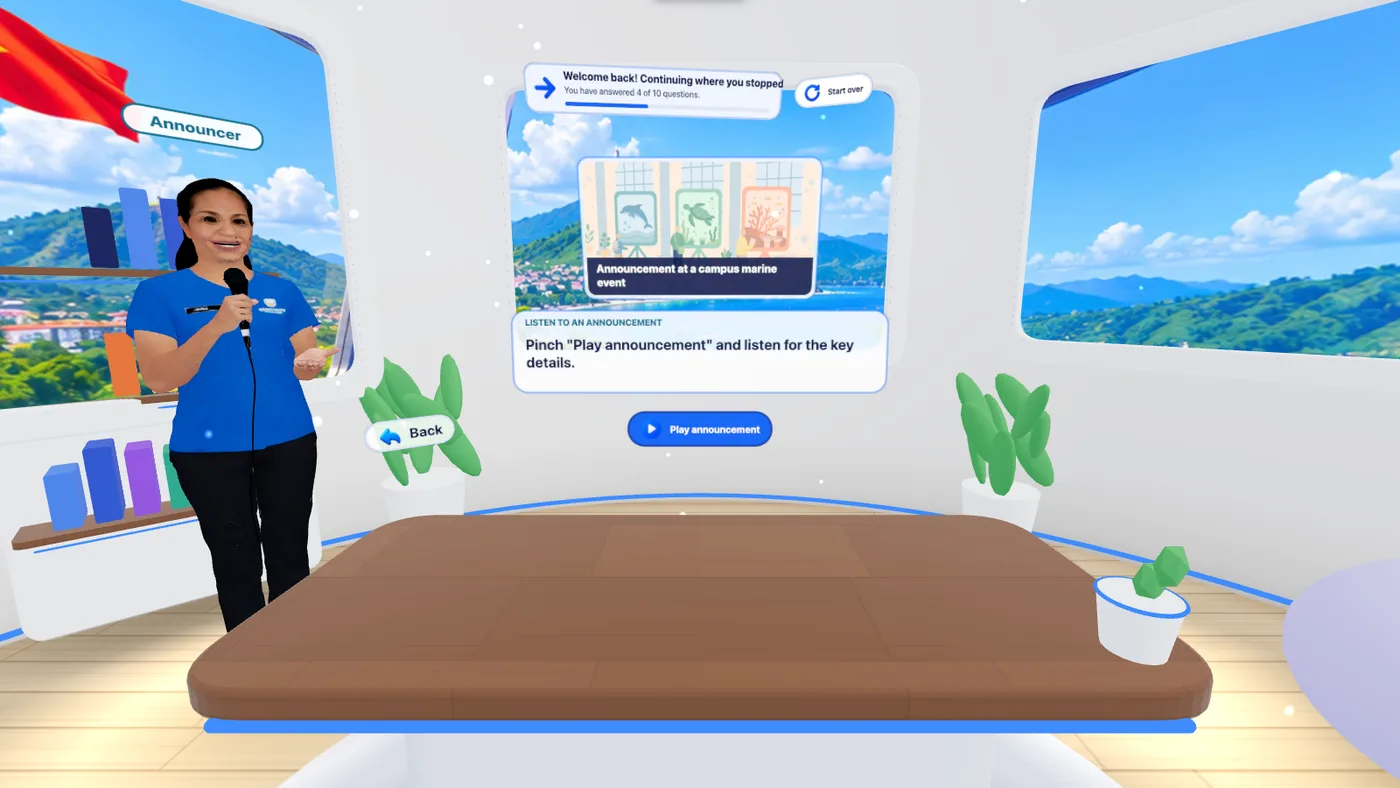 Welcome back! Continuing where you stopped
You have answered 4 of 10 questions.
Start over
Announcer
Announcement at a campus marine
event
LISTEN TO AN ANNOUNCEMENT
Pinch "Play announcement" and listen for the key
details.
Back
Play announcement